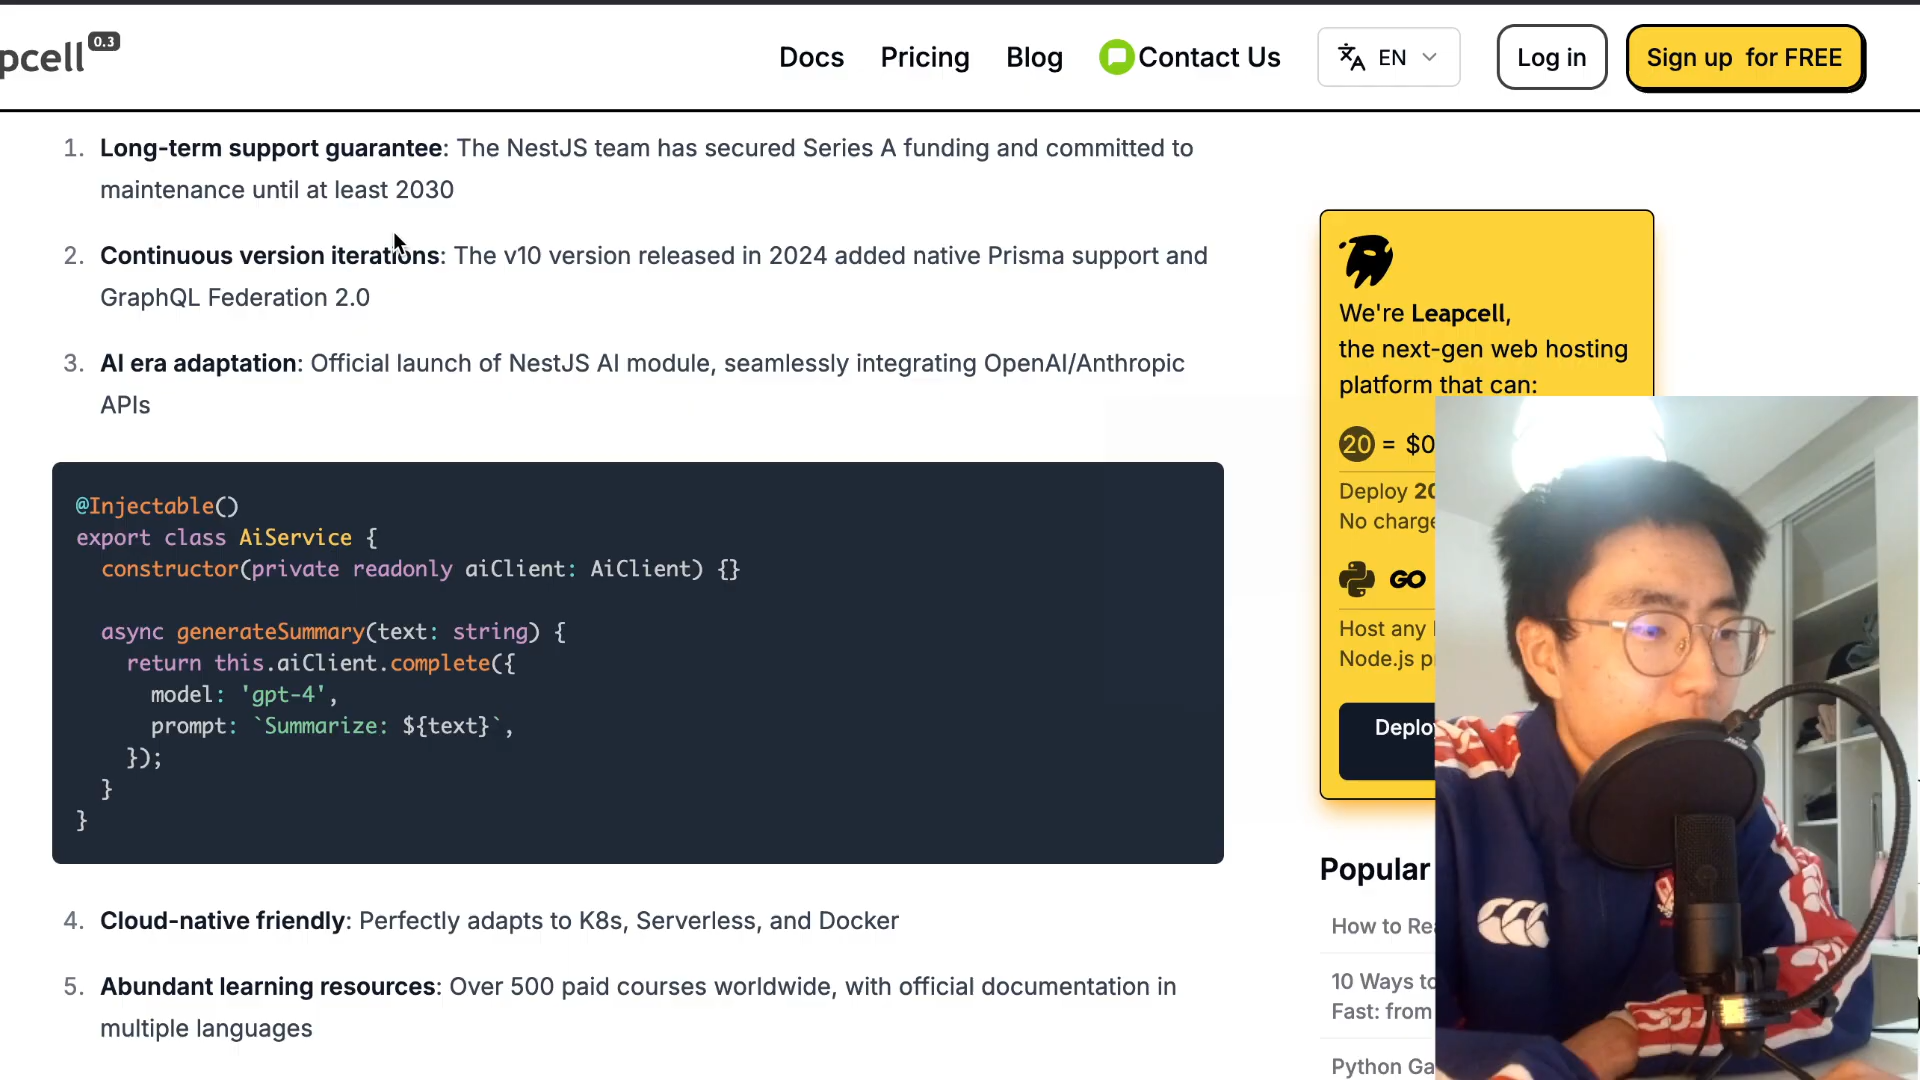 pcell 0.3
Docs Pricing Blog Contact Us EN Log in Sign up for FREE
1. Long-term support guarantee: The NestJS team has secured Series A funding and committed to
maintenance until at least 2030
2. Continuous version iterations: The v10 version released in 2024 added native Prisma support and
GraphQL Federation 2.0
3. AI era adaptation: Official launch of NestJS AI module, seamlessly integrating OpenAI/Anthropic
APIs
@Injectable()
export class AiService {
constructor(private readonly aiClient: AiClient) {}
async generateSummary(text: string) {
return this.aiClient.complete({
model: 'gpt-4',
prompt: `Summarize: ${text}`,
});
}
}
4. Cloud-native friendly: Perfectly adapts to K8s, Serverless, and Docker
5. Abundant learning resources: Over 500 paid courses worldwide, with official documentation in
multiple languages
We're Leapcell,
the next-gen web hosting
platform that can:
20 = $0
Deploy 20
No charge
GO
Host any
Node.js p
Deplo
Popular
How to Re
10 Ways to
Fast: from
Python Ga